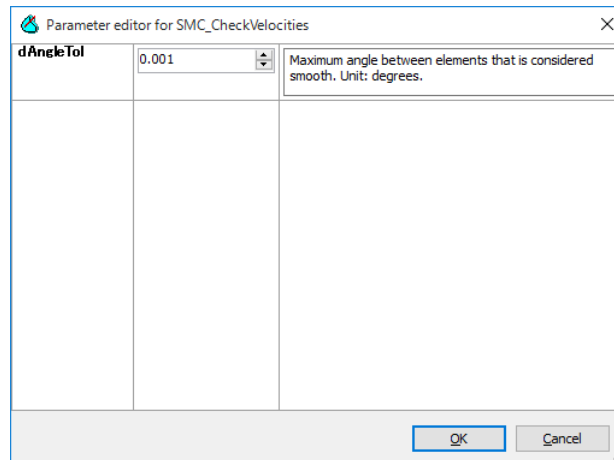 Parameter editor for SMC_CheckVelocities
dAngleTol
0.001
Maximum angle between elements that is considered
smooth. Unit: degrees.
OK
Cancel